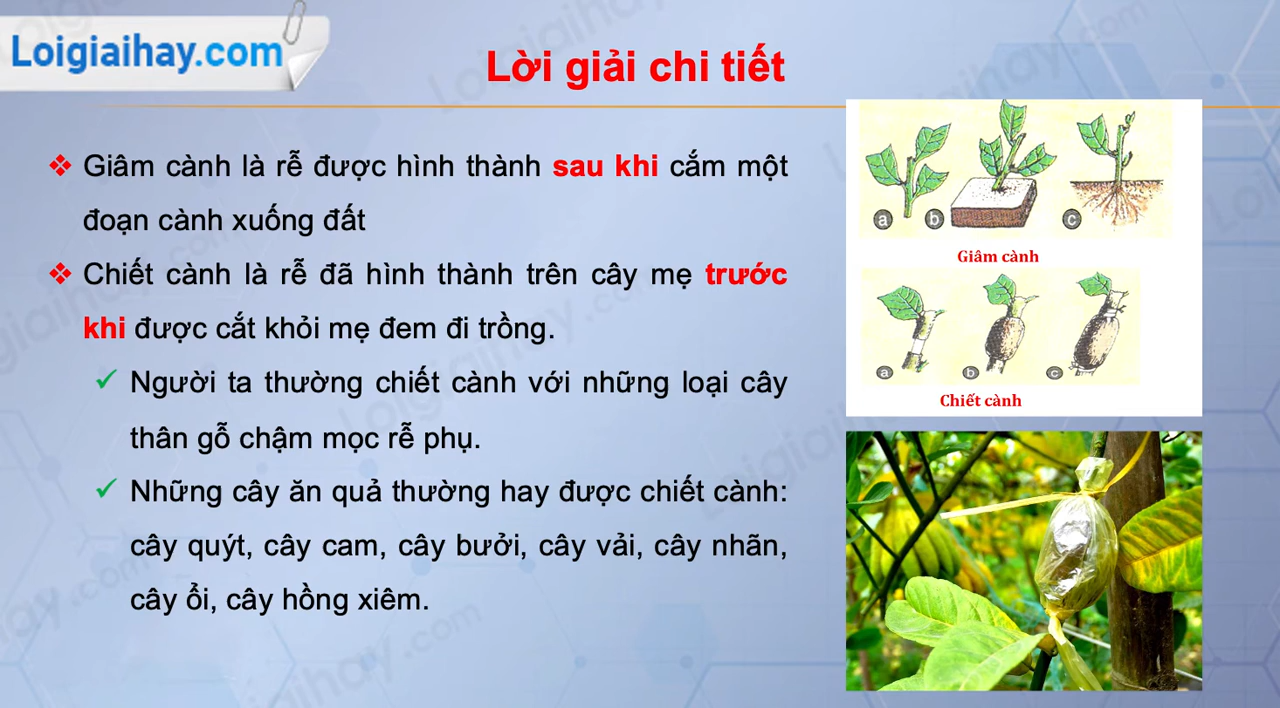 Loigiaihay.com
Lời giải chi tiết
❖ Giâm cành là rễ được hình thành sau khi cắm một
đoạn cành xuống đất
❖ Chiết cành là rễ đã hình thành trên cây mẹ trước
khi được cắt khỏi mẹ đem đi trồng.
✓ Người ta thường chiết cành với những loại cây
thân gỗ chậm mọc rễ phụ.
✓ Những cây ăn quả thường hay được chiết cành:
cây quýt, cây cam, cây bưởi, cây vải, cây nhãn,
cây ổi, cây hồng xiêm.
a b c
Giâm cành
a b c
Chiết cành